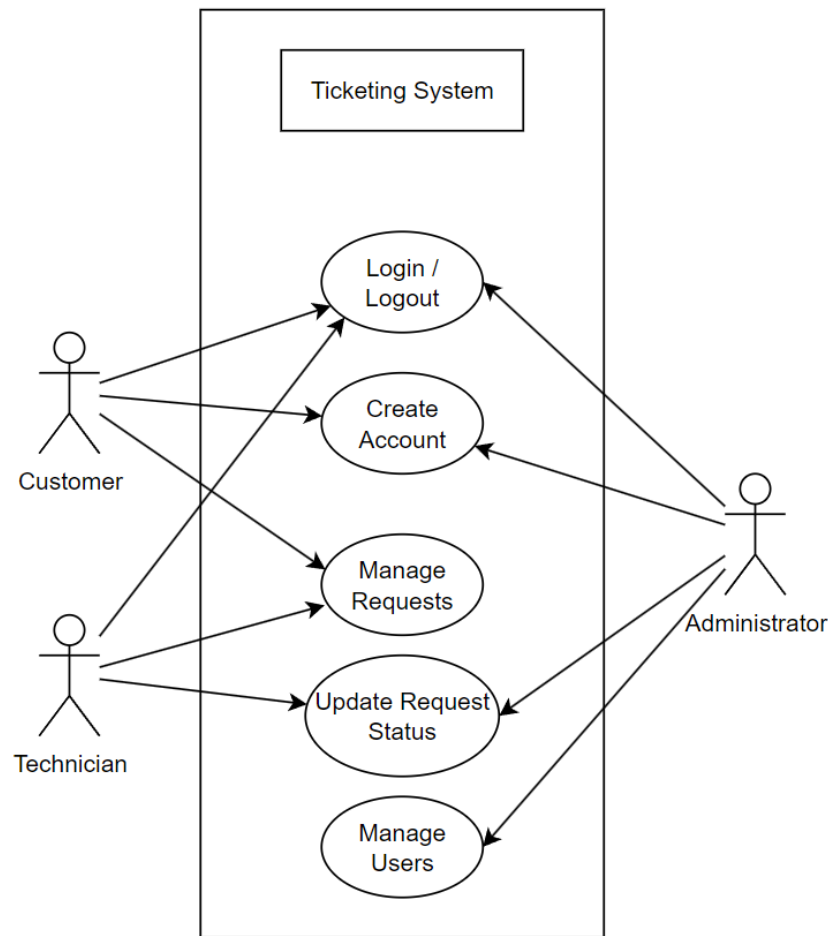 Ticketing System
Login /
Logout
Create
Account
Customer
Manage
Requests
Administrator
Update Request
Status
Technician
Manage
Users